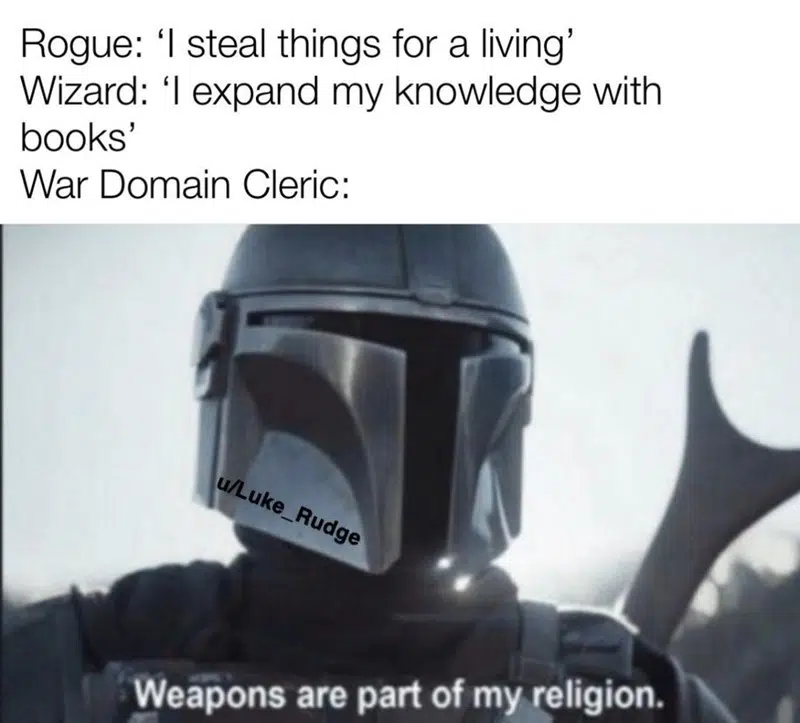 Rogue: ‘I steal things for a living’
Wizard: ‘I expand my knowledge with
books’
War Domain Cleric:
u/Luke_Rudge
Weapons are part of my religion.